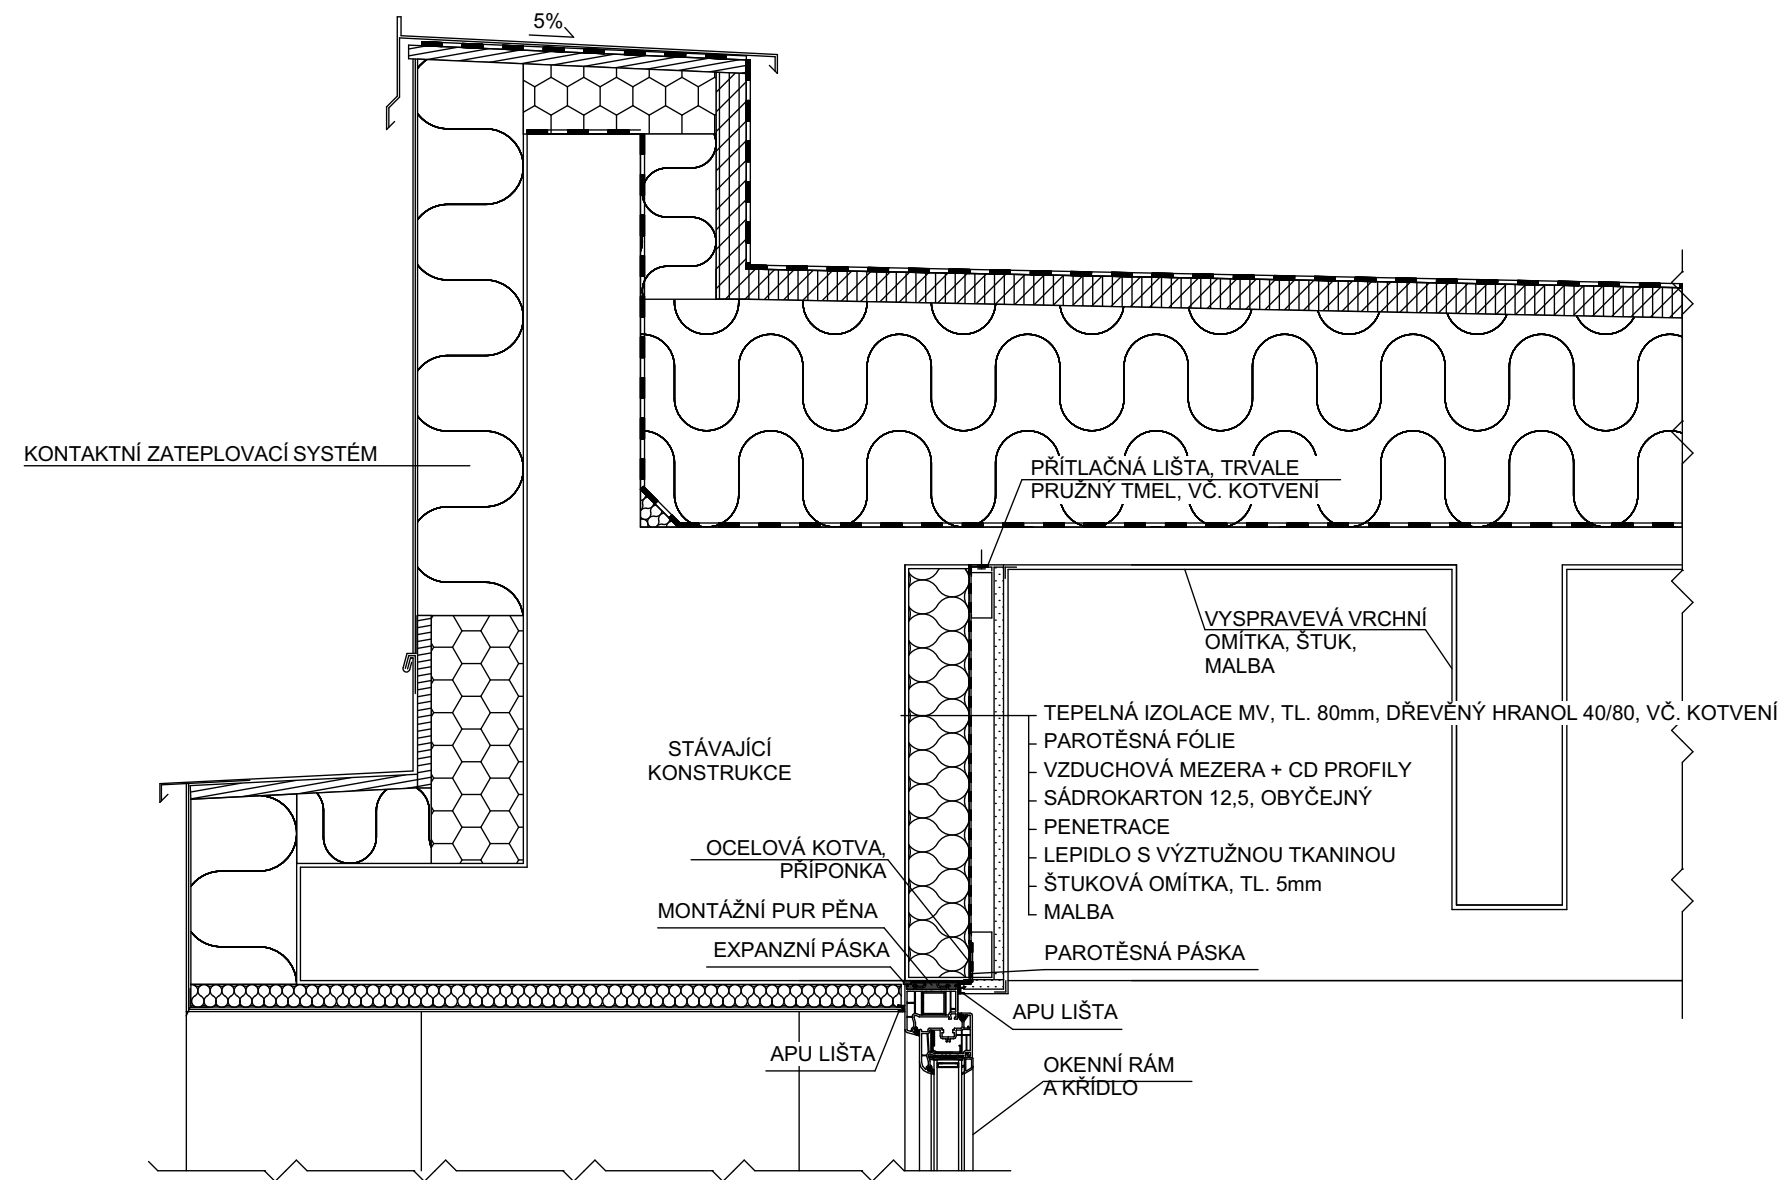 5%
KONTAKTNÍ ZATEPLOVACÍ SYSTÉM
PŘÍTLAČNÁ LIŠTA, TRVALE
PRUŽNÝ TMEL, VČ. KOTVENÍ
VYSPRAVEVÁ VRCHNÍ
OMÍTKA, ŠTUK,
MALBA
TEPELNÁ IZOLACE MV, TL. 80mm, DŘEVĚNÝ HRANOL 40/80, VČ. KOTVENÍ
PAROTĚSNÁ FÓLIE
VZDUCHOVÁ MEZERA + CD PROFILY
SÁDROKARTON 12,5, OBYČEJNÝ
PENETRACE
LEPIDLO S VÝZTUŽNOU TKANINOU
ŠTUKOVÁ OMÍTKA, TL. 5mm
MALBA
STÁVAJÍCÍ
KONSTRUKCE
OCELOVÁ KOTVA,
PŘÍPONKA
MONTÁŽNÍ PUR PĚNA
EXPANZNÍ PÁSKA
PAROTĚSNÁ PÁSKA
APU LIŠTA
APU LIŠTA
OKENNÍ RÁM
A KŘÍDLO